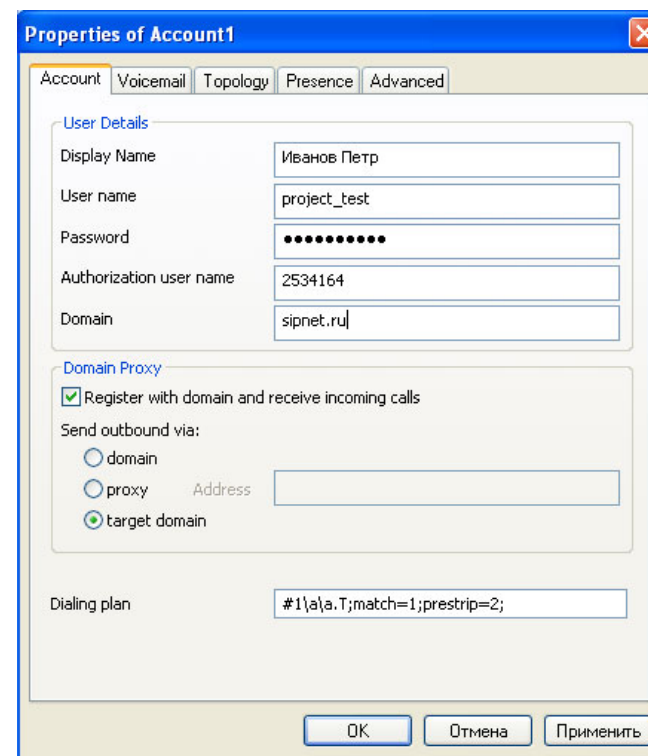 Properties of Account1
Account Voicemail Topology Presence Advanced
User Details
Display Name Иванов Петр
User name project_test
Password ●●●●●●●●●●
Authorization user name 2534164
Domain sipnet.ru
Domain Proxy
Register with domain and receive incoming calls
Send outbound via:
domain
proxy Address
target domain
Dialing plan #1\a\a.T;match=1;prestrip=2;
OK Отмена Применить